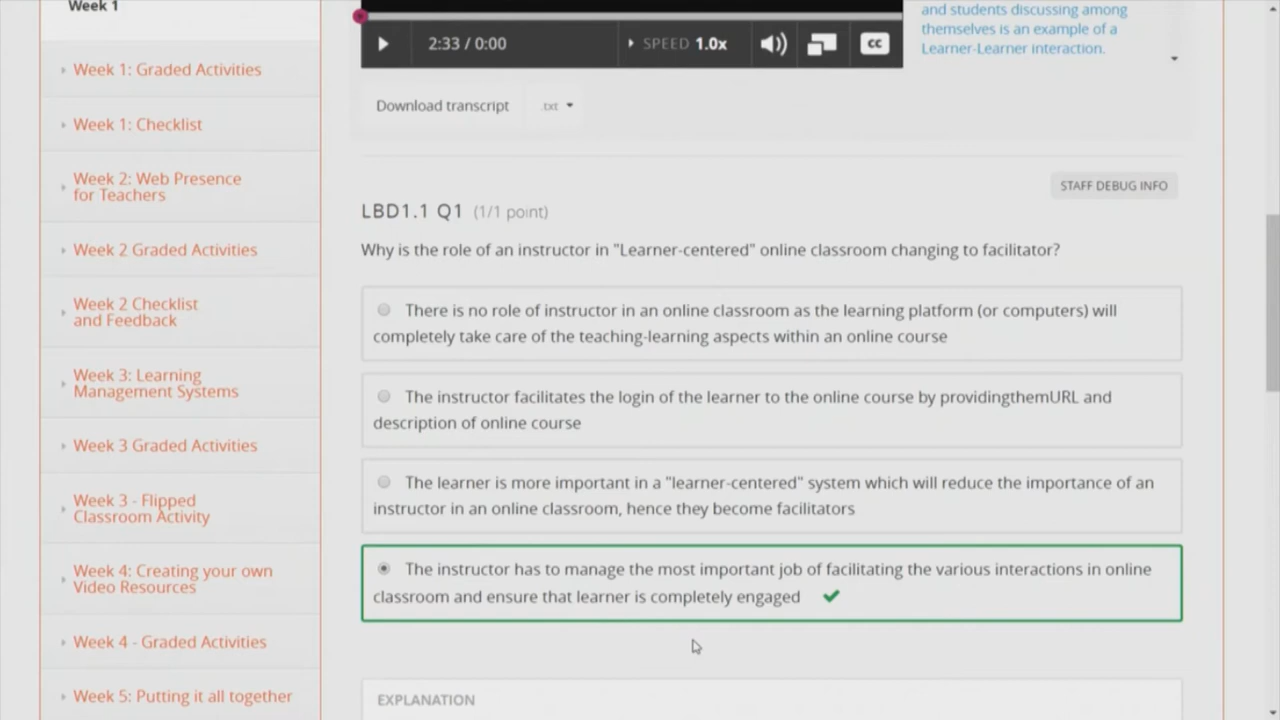 Week 1
Week 1: Graded Activities
Week 1: Checklist
Week 2: Web Presence
for Teachers
Week 2 Graded Activities
Week 2 Checklist
and Feedback
Week 3: Learning
Management Systems
Week 3 Graded Activities
Week 3 - Flipped
Classroom Activity
Week 4: Creating your own
Video Resources
Week 4 - Graded Activities
Week 5: Putting it all together
2:33 / 0:00
SPEED 1.0x
CC
and students discussing among
themselves is an example of a
Learner-Learner interaction.
Download transcript
.txt
STAFF DEBUG INFO
LBD1.1 Q1 (1/1 point)
Why is the role of an instructor in "Learner-centered" online classroom changing to facilitator?
There is no role of instructor in an online classroom as the learning platform (or computers) will
completely take care of the teaching-learning aspects within an online course
The instructor facilitates the login of the learner to the online course by providingthemURL and
description of online course
The learner is more important in a "learner-centered" system which will reduce the importance of an
instructor in an online classroom, hence they become facilitators
The instructor has to manage the most important job of facilitating the various interactions in online
classroom and ensure that learner is completely engaged
EXPLANATION